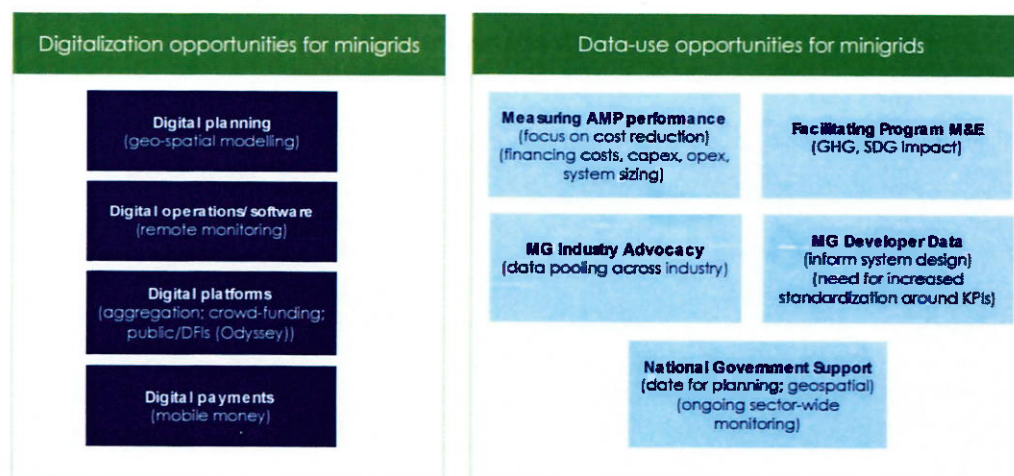 Digitalization opportunities for minigrids
Digital planning
(geo-spatial modelling)
Digital operations/software
(remote monitoring)
Digital platforms
(aggregation; crowd-funding;
public/DFIs (Odyssey))
Digital payments
(mobile money)
Data-use opportunities for minigrids
Measuring AMP performance
(focus on cost reduction)
(financing costs, capex, opex,
system sizing)
Facilitating Program M&E
(GHG, SDG impact)
MG Industry Advocacy
(data pooling across industry)
MG Developer Data
(inform system design)
(need for increased
standardization around KPIs)
National Government Support
(date for planning; geospatial)
(ongoing sector-wide
monitoring)